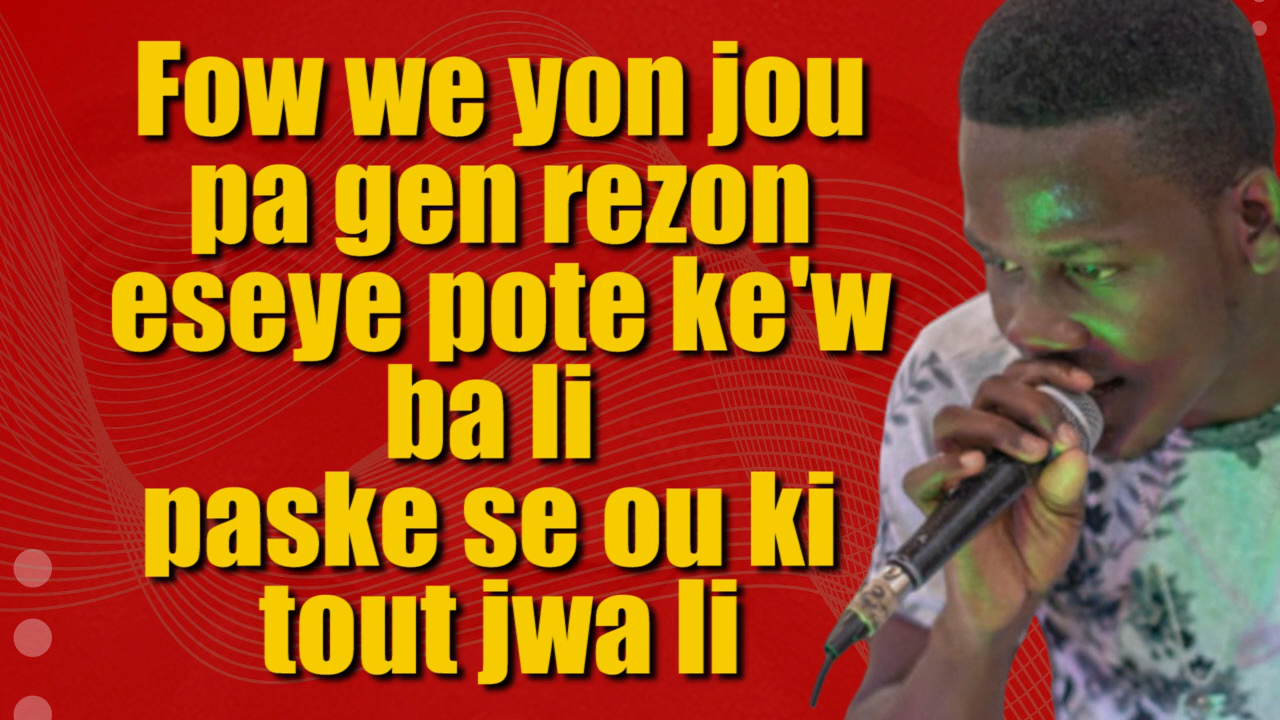 Fow we yon jou
pa gen rezon
eseye pote ke'w
ba li
paske se ou ki
tout jwa li